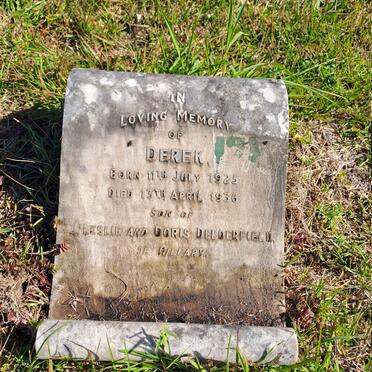 IN
LOVING MEMORY
OF
DEREK.
BORN 11TH JULY 1925
DIED 13TH APRIL 1936
SON OF
LESLIE AND DORIS DELDERFIELD,
OF HILLARY.